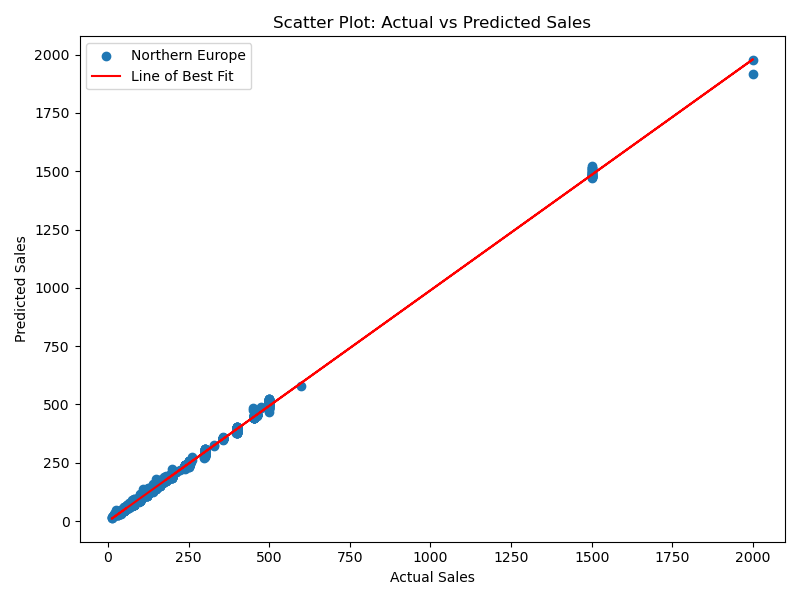 Scatter Plot: Actual vs Predicted Sales
Northern Europe
Line of Best Fit
2000
1750
1500
1250
1000
750
500
250
0
Predicted Sales
0 250 500 750 1000 1250 1500 1750 2000
Actual Sales